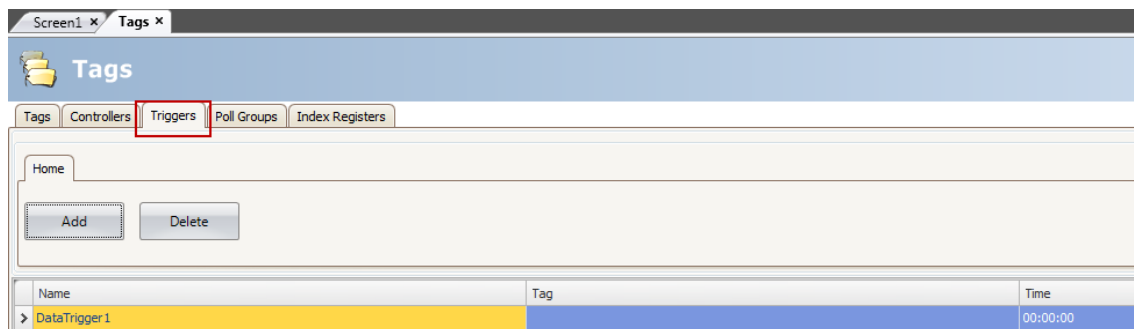 Screen1 × Tags ×
Tags
Tags Controllers Triggers Poll Groups Index Registers
Home
Add Delete
Name Tag Time
DataTrigger1 00:00:00